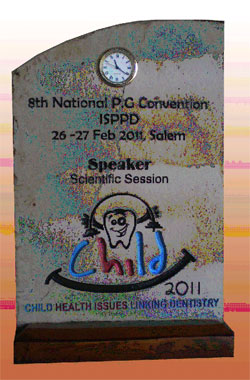 8th National P.G Convention
ISPPD
26 -27 Feb 2011, Salem
Speaker
Scientific Session
Child
2011
CHILD HEALTH ISSUES LINKING DENTISTRY